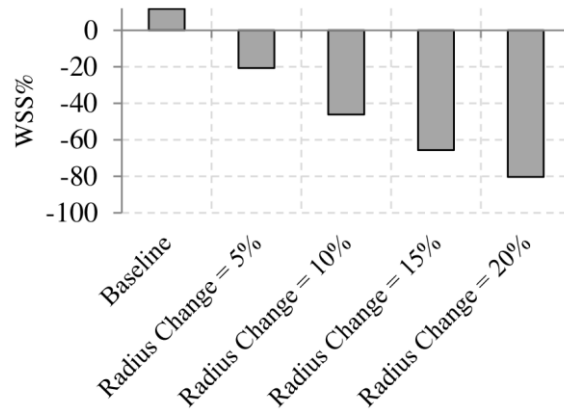 WSS%
0
-20
-40
-60
-80
-100
Baseline
Radius Change = 5%
Radius Change = 10%
Radius Change = 15%
Radius Change = 20%